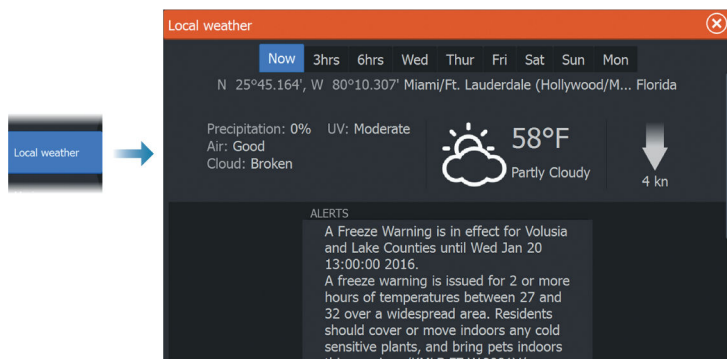 Local weather
Local weather
Now 3hrs 6hrs Wed Thur Fri Sat Sun Mon
N 25°45.164', W 80°10.307' Miami/Ft. Lauderdale (Hollywood/M... Florida
Precipitation: 0% UV: Moderate
Air: Good
Cloud: Broken
58°F
Partly Cloudy
4 kn
ALERTS
A Freeze Warning is in effect for Volusia
and Lake Counties until Wed Jan 20
13:00:00 2016.
A freeze warning is issued for 2 or more
hours of temperatures between 27 and
32 over a widespread area. Residents
should cover or move indoors any cold
sensitive plants, and bring pets indoors